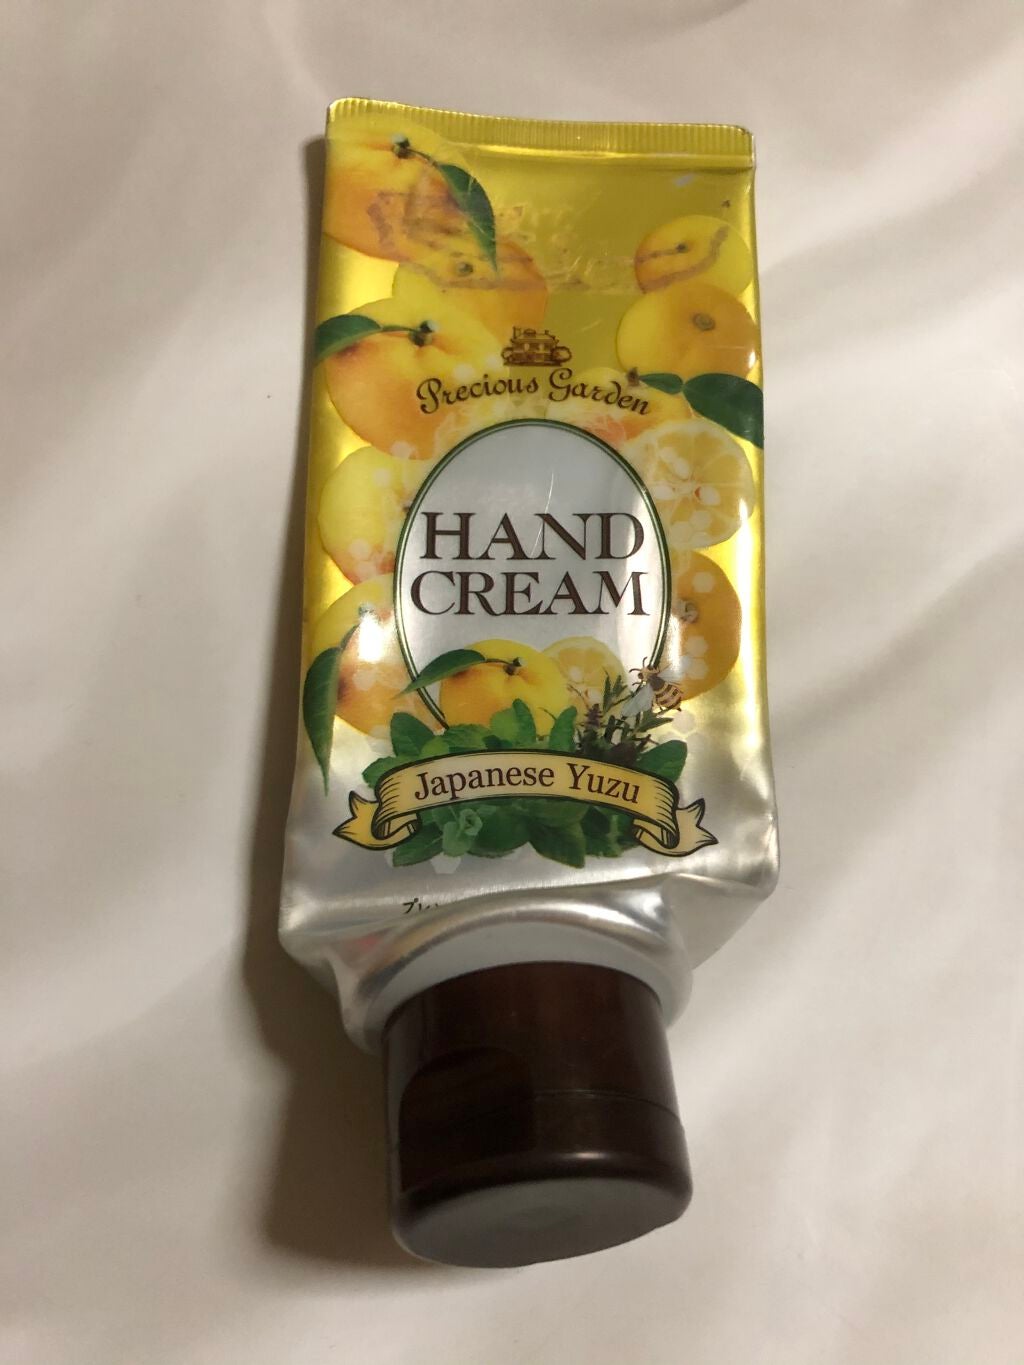 Precious Garden
HAND
CREAM
Japanese Yuzu